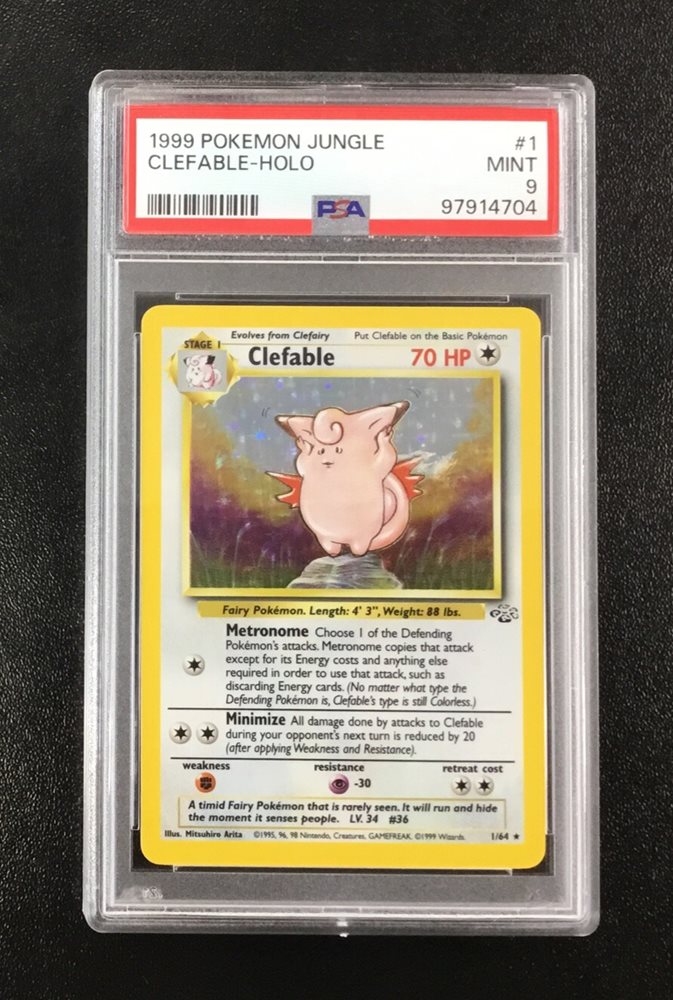 1999 POKEMON JUNGLE #1
CLEFABLE-HOLO MINT
9
PSA 97914704
Evolves from Clefairy Put Clefable on the Basic Pokémon
STAGE 1
Clefable 70 HP
Fairy Pokémon. Length: 4' 3", Weight: 88 lbs.
Metronome Choose 1 of the Defending
Pokémon's attacks. Metronome copies that attack
except for its Energy costs and anything else
required in order to use that attack, such as
discarding Energy cards. (No matter what type the
Defending Pokémon is, Clefable's type is still Colorless.)
Minimize All damage done by attacks to Clefable
during your opponent's next turn is reduced by 20
(after applying Weakness and Resistance).
weakness resistance retreat cost
-30
A timid Fairy Pokémon that is rarely seen. It will run and hide
the moment it senses people. LV. 34 #36
Illus. Mitsuhiro Arita ©1995, 96, 98 Nintendo, Creatures, GAMEFREAK. ©1999 Wizards. 1/64 ★